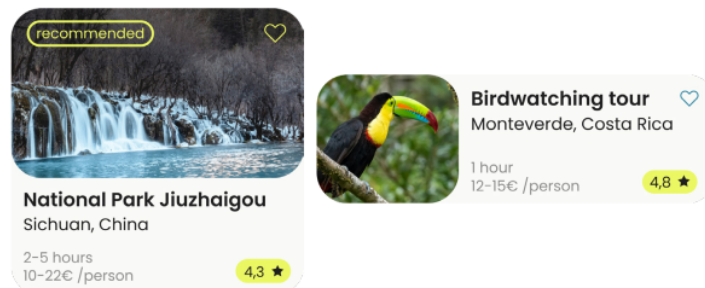 recommended
National Park Jiuzhaigou
Sichuan, China
2-5 hours
10-22€ /person
4,3 ★
Birdwatching tour
Monteverde, Costa Rica
1 hour
12-15€ /person
4,8 ★